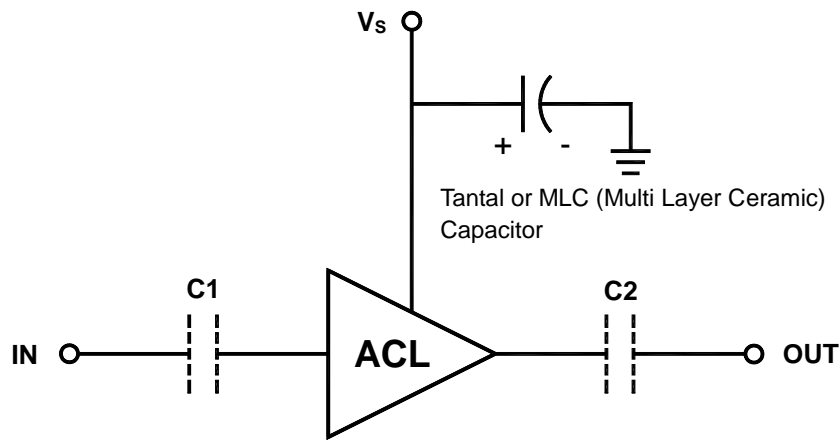 Vs
+ -
Tantal or MLC (Multi Layer Ceramic)
Capacitor
C1
C2
IN
ACL
OUT